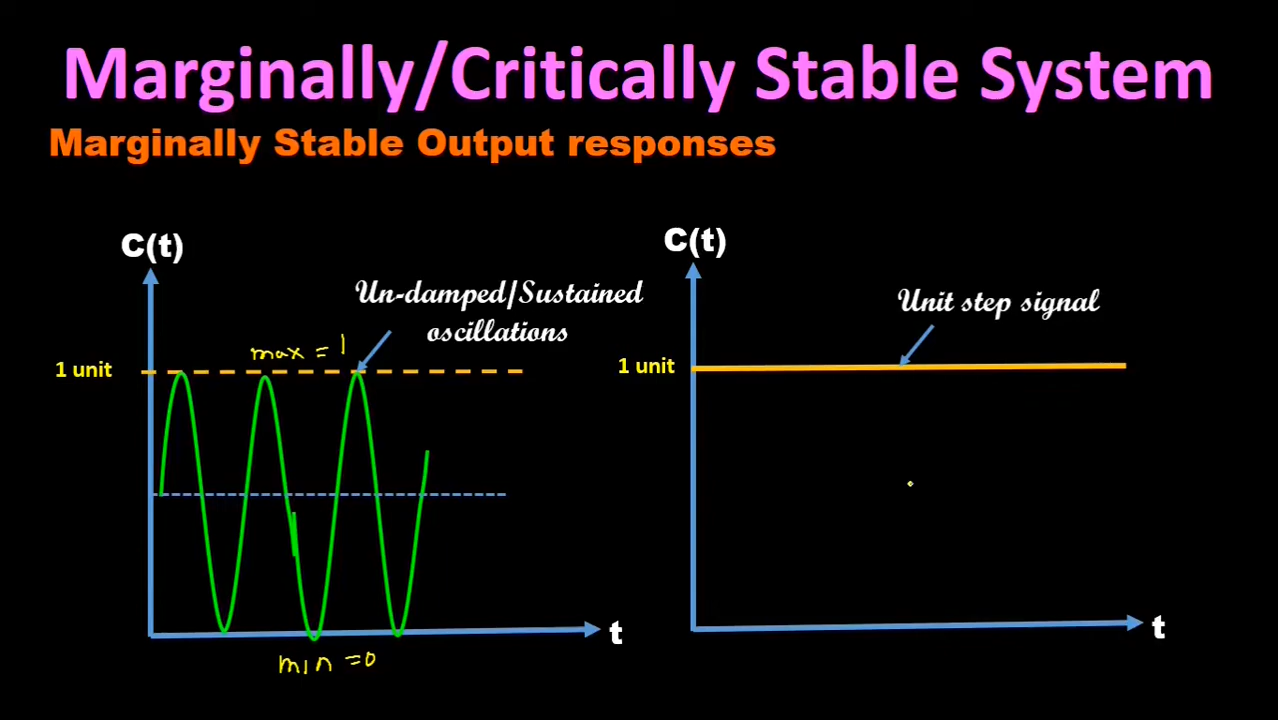 Marginally/Critically Stable System
Marginally Stable Output responses
C(t)
Un-damped/Sustained
oscillations
max = 1
1 unit
t
min = 0
C(t)
Unit step signal
1 unit
t